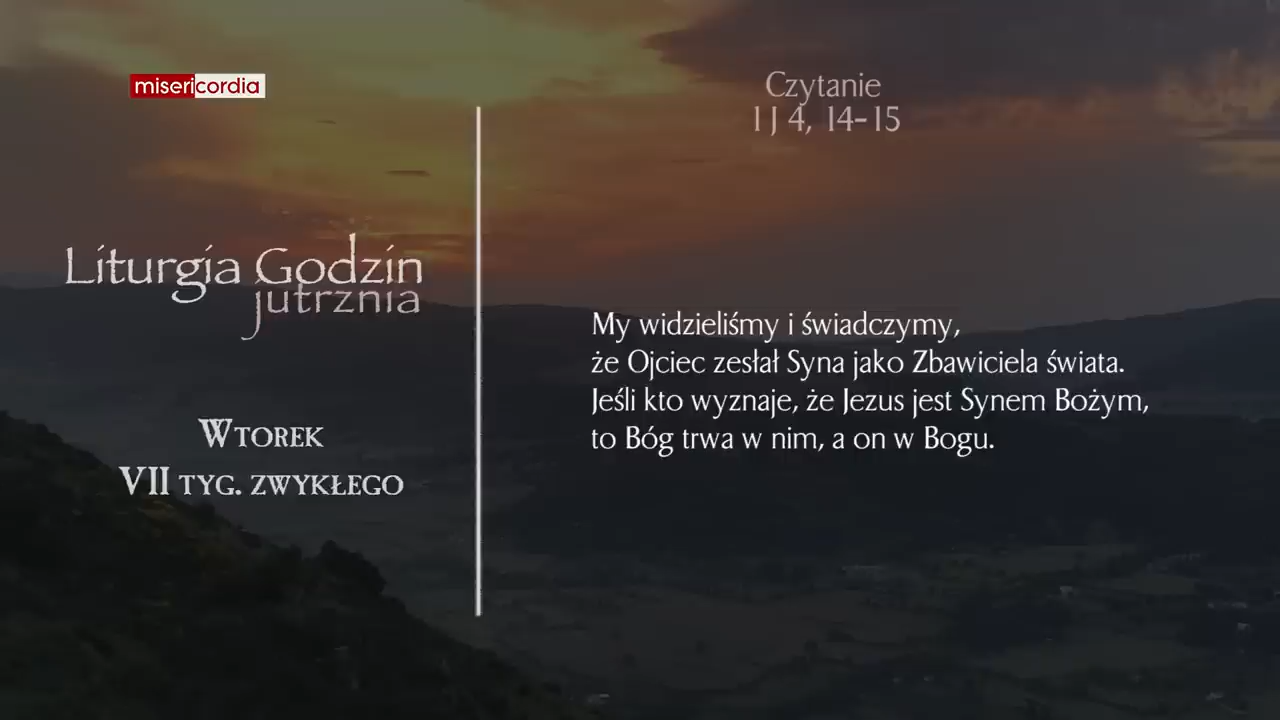 misericordia
Liturgia Godzin
jutrznia
Wtorek
VII tyg. zwykłego
Czytanie
1 J 4, 14-15
My widzieliśmy i świadczymy,
że Ojciec zesłał Syna jako Zbawiciela świata.
Jeśli kto wyznaje, że Jezus jest Synem Bożym,
to Bóg trwa w nim, a on w Bogu.